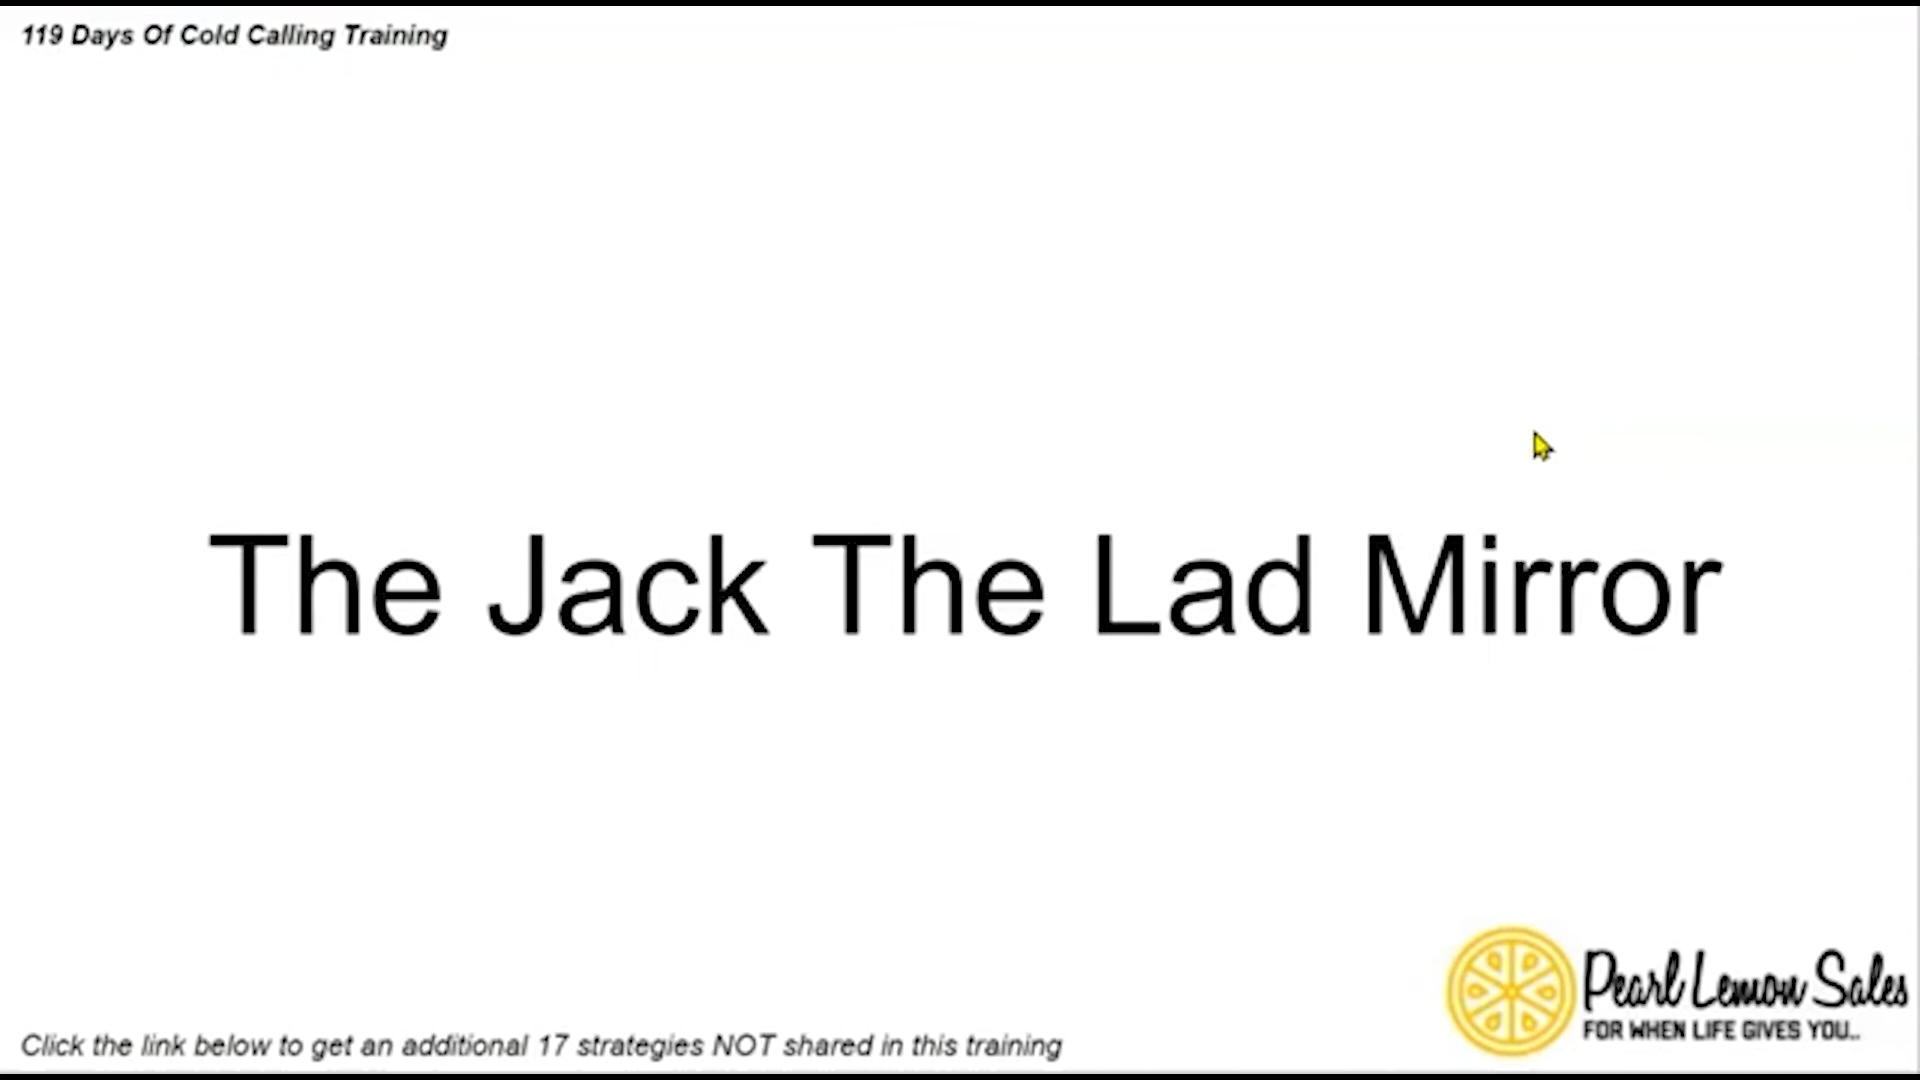 119 Days Of Cold Calling Training
The Jack The Lad Mirror
Pearl Lemon Sales
FOR WHEN LIFE GIVES YOU..
Click the link below to get an additional 17 strategies NOT shared in this training